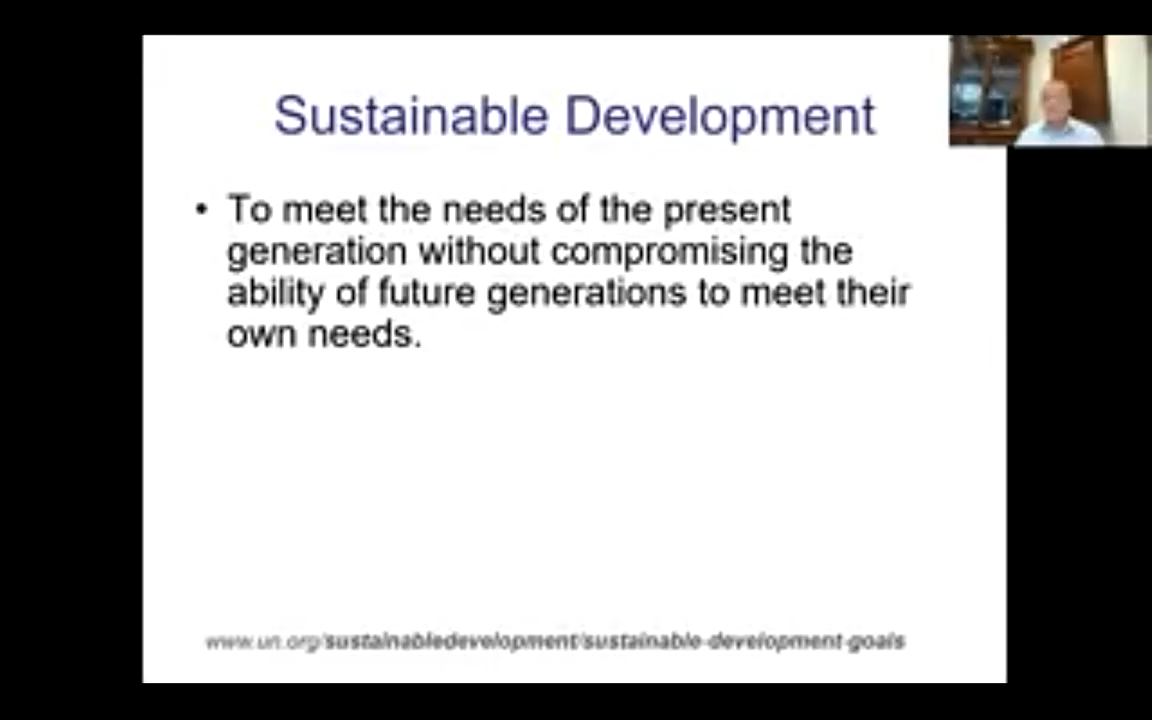 Sustainable Development
• To meet the needs of the present
generation without compromising the
ability of future generations to meet their
own needs.
www.un.org/sustainabledevelopment/sustainable-development-goals